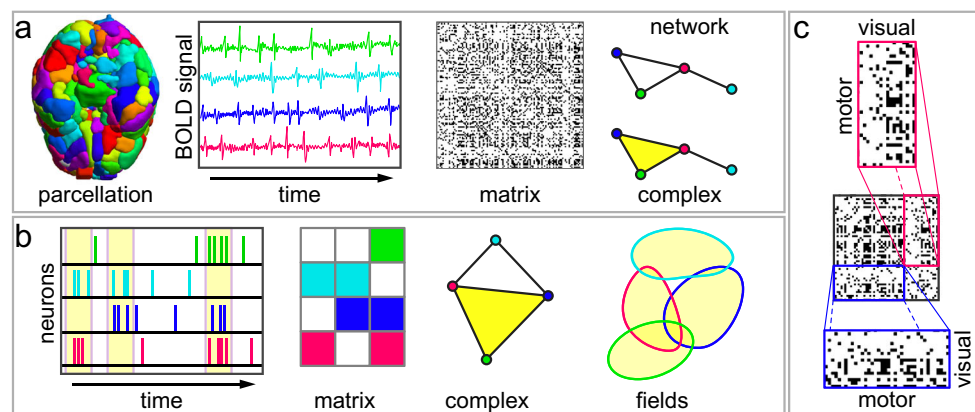 a
BOLD signal
time
parcellation
matrix
network
complex
b
neurons
time
matrix
complex
fields
c
visual
motor
visual
motor